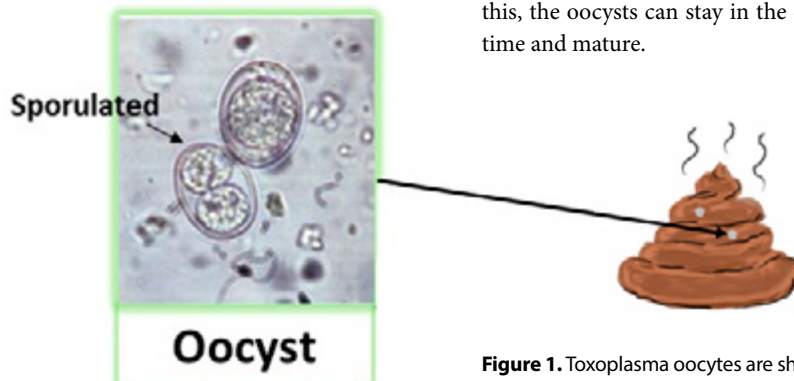 this, the oocysts can stay in the
time and mature.
Sporulated
Oocyst
Figure 1. Toxoplasma oocytes are sh